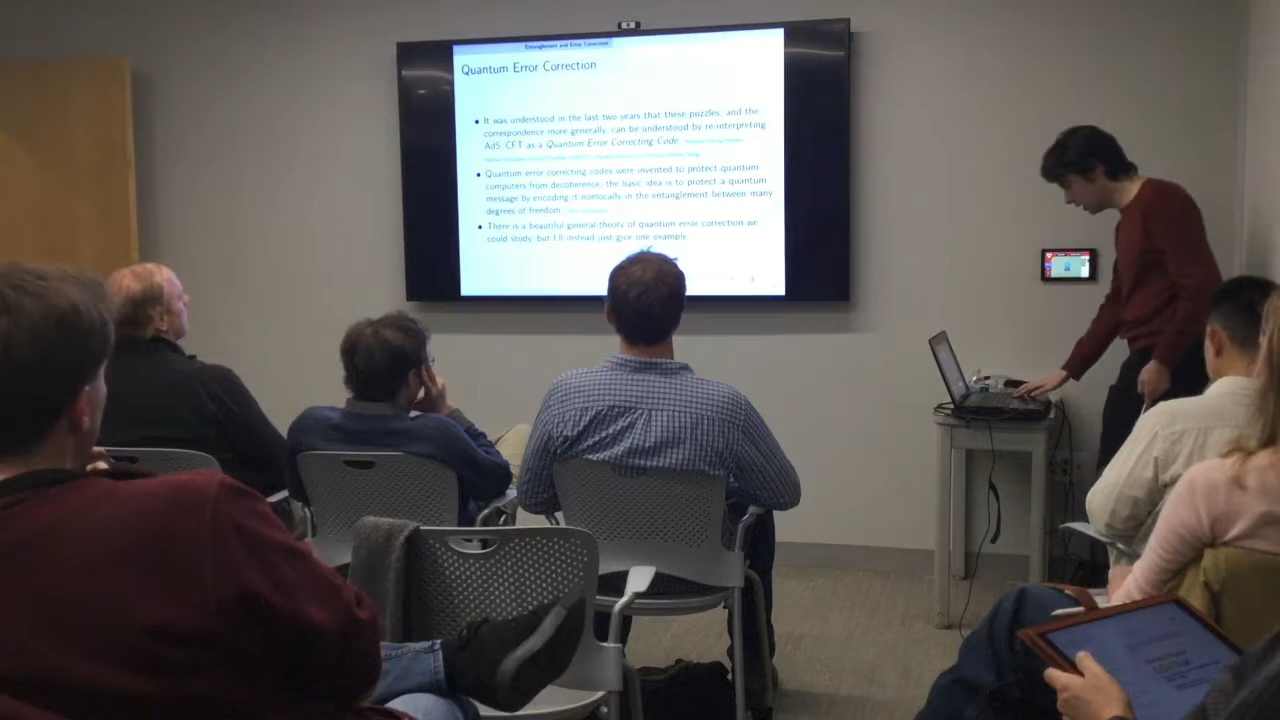 Entanglement and Error Correction
Quantum Error Correction
• It was understood in the last two years that these puzzles, and the
correspondence more generally, can be understood by re-interpreting
AdS/CFT as a Quantum Error Correcting Code.
• Quantum error correcting codes were invented to protect quantum
computers from decoherence; the basic idea is to protect a quantum
message by encoding it nonlocally in the entanglement between many
degrees of freedom.
• There is a beautiful general theory of quantum error correction we
could study, but I'll instead just give one example.